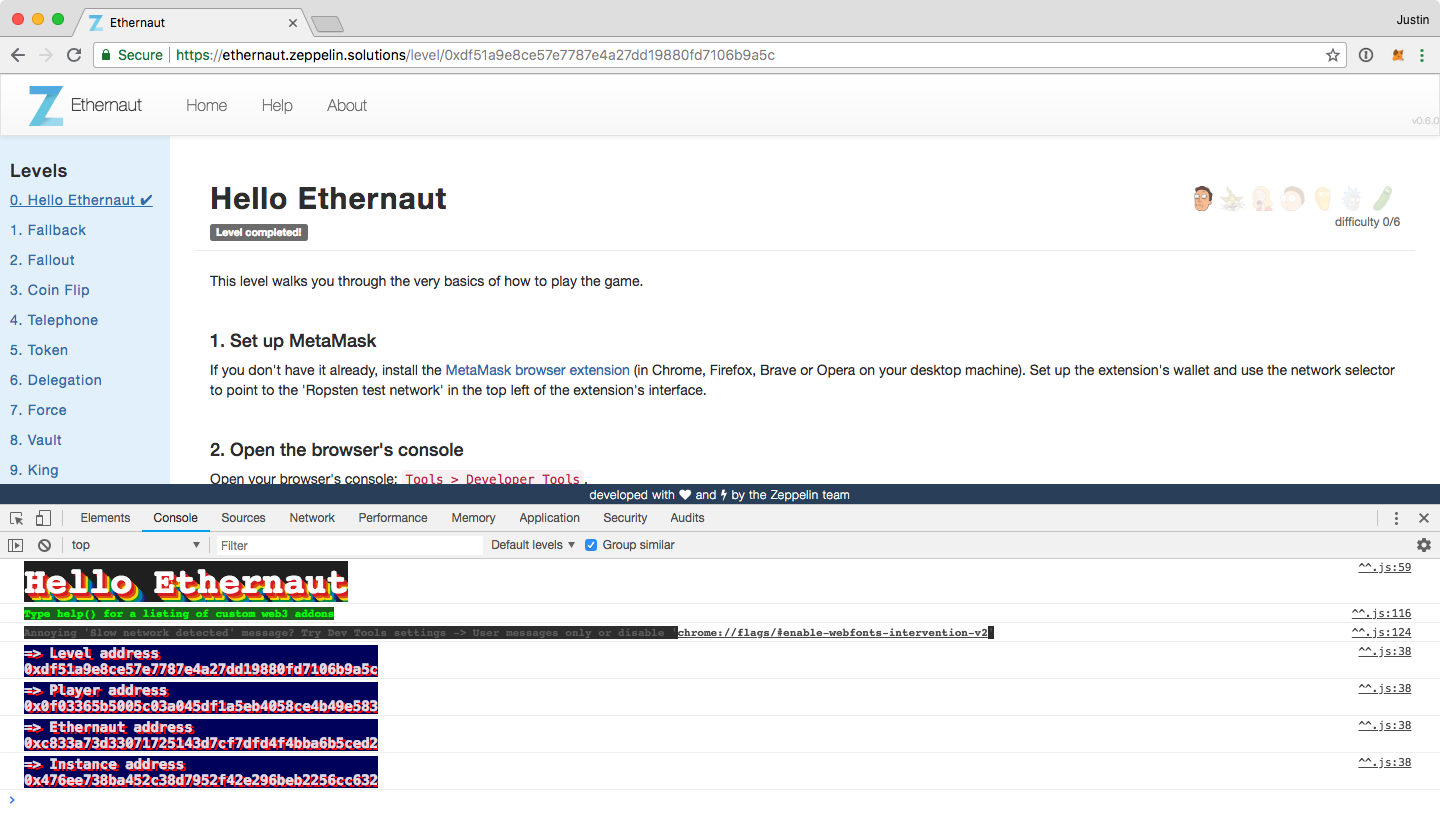 Ethernaut
Justin
Secure https://ethernaut.zeppelin.solutions/level/0xdf51a9e8ce57e7787e4a27dd19880fd7106b9a5c
Ethernaut Home Help About
v0.6.0
Levels
0. Hello Ethernaut ✔
1. Fallback
2. Fallout
3. Coin Flip
4. Telephone
5. Token
6. Delegation
7. Force
8. Vault
9. King
Hello Ethernaut
Level completed!
difficulty 0/6
This level walks you through the very basics of how to play the game.
1. Set up MetaMask
If you don't have it already, install the MetaMask browser extension (in Chrome, Firefox, Brave or Opera on your desktop machine). Set up the extension's wallet and use the network selector
to point to the 'Ropsten test network' in the top left of the extension's interface.
2. Open the browser's console
Open your browser's console: Tools > Developer Tools.
developed with ♥ and ⚡ by the Zeppelin team
Elements Console Sources Network Performance Memory Application Security Audits
top Filter Default levels Group similar
Hello Ethernaut ^^.js:59
Type help() for a listing of custom web3 addons ^^.js:116
Annoying 'Slow network detected' message? Try Dev Tools settings -> User messages only or disable chrome://flags/#enable-webfonts-intervention-v2 ^^.js:124
=> Level address ^^.js:38
0xdf51a9e8ce57e7787e4a27dd19880fd7106b9a5c
=> Player address ^^.js:38
0x0f03365b5005c03a045df1a5eb4058ce4b49e583
=> Ethernaut address ^^.js:38
0xc833a73d33071725143d7cf7dfd4f4bba6b5ced2
=> Instance address ^^.js:38
0x476ee738ba452c38d7952f42e296beb2256cc632
>